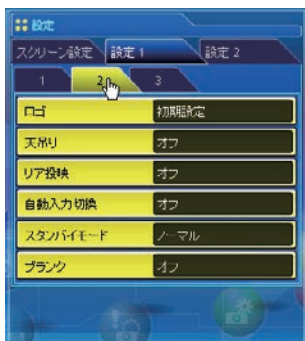 設定
スクリーン設定 設定 1 設定 2
1 2 3
ロゴ 初期設定
天吊り オフ
リア投映 オフ
自動入力切換 オフ
スタンバイモード ノーマル
ブランク オフ